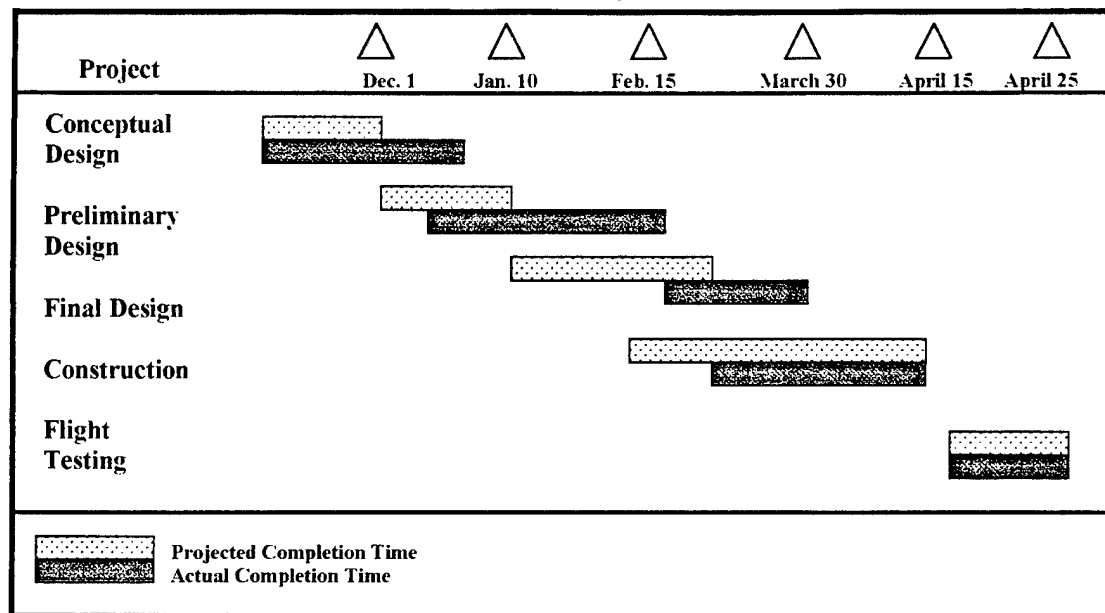 Project
Dec. 1
Jan. 10
Feb. 15
March 30
April 15
April 25
Conceptual
Design
Preliminary
Design
Final Design
Construction
Flight
Testing
Projected Completion Time
Actual Completion Time